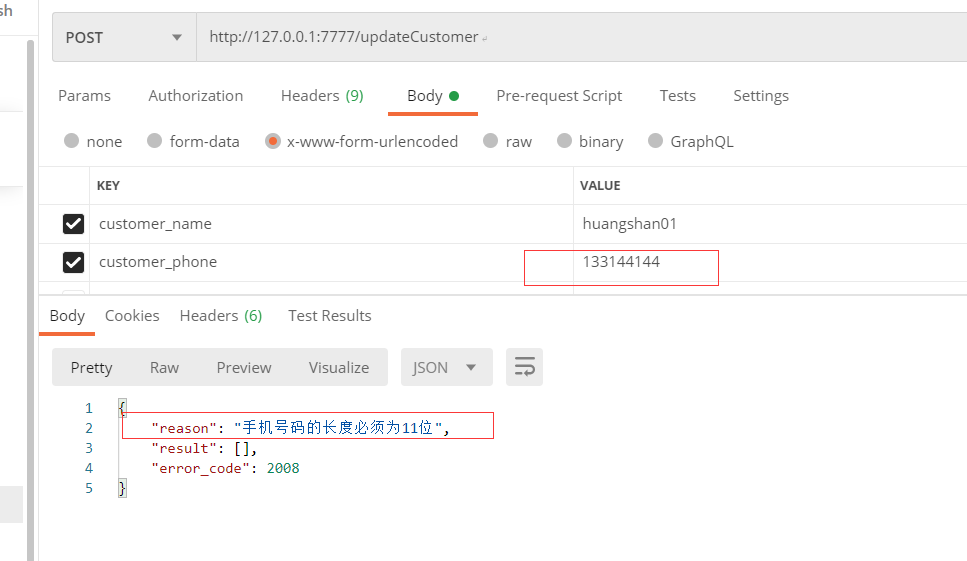 sh
POST
http://127.0.0.1:7777/updateCustomer
Params Authorization Headers (9) Body Pre-request Script Tests Settings
none form-data x-www-form-urlencoded raw binary GraphQL
KEY VALUE
customer_name huangshan01
customer_phone 133144144
Body Cookies Headers (6) Test Results
Pretty Raw Preview Visualize JSON
1 {
2 "reason": "手机号码的长度必须为11位",
3 "result": [],
4 "error_code": 2008
5 }